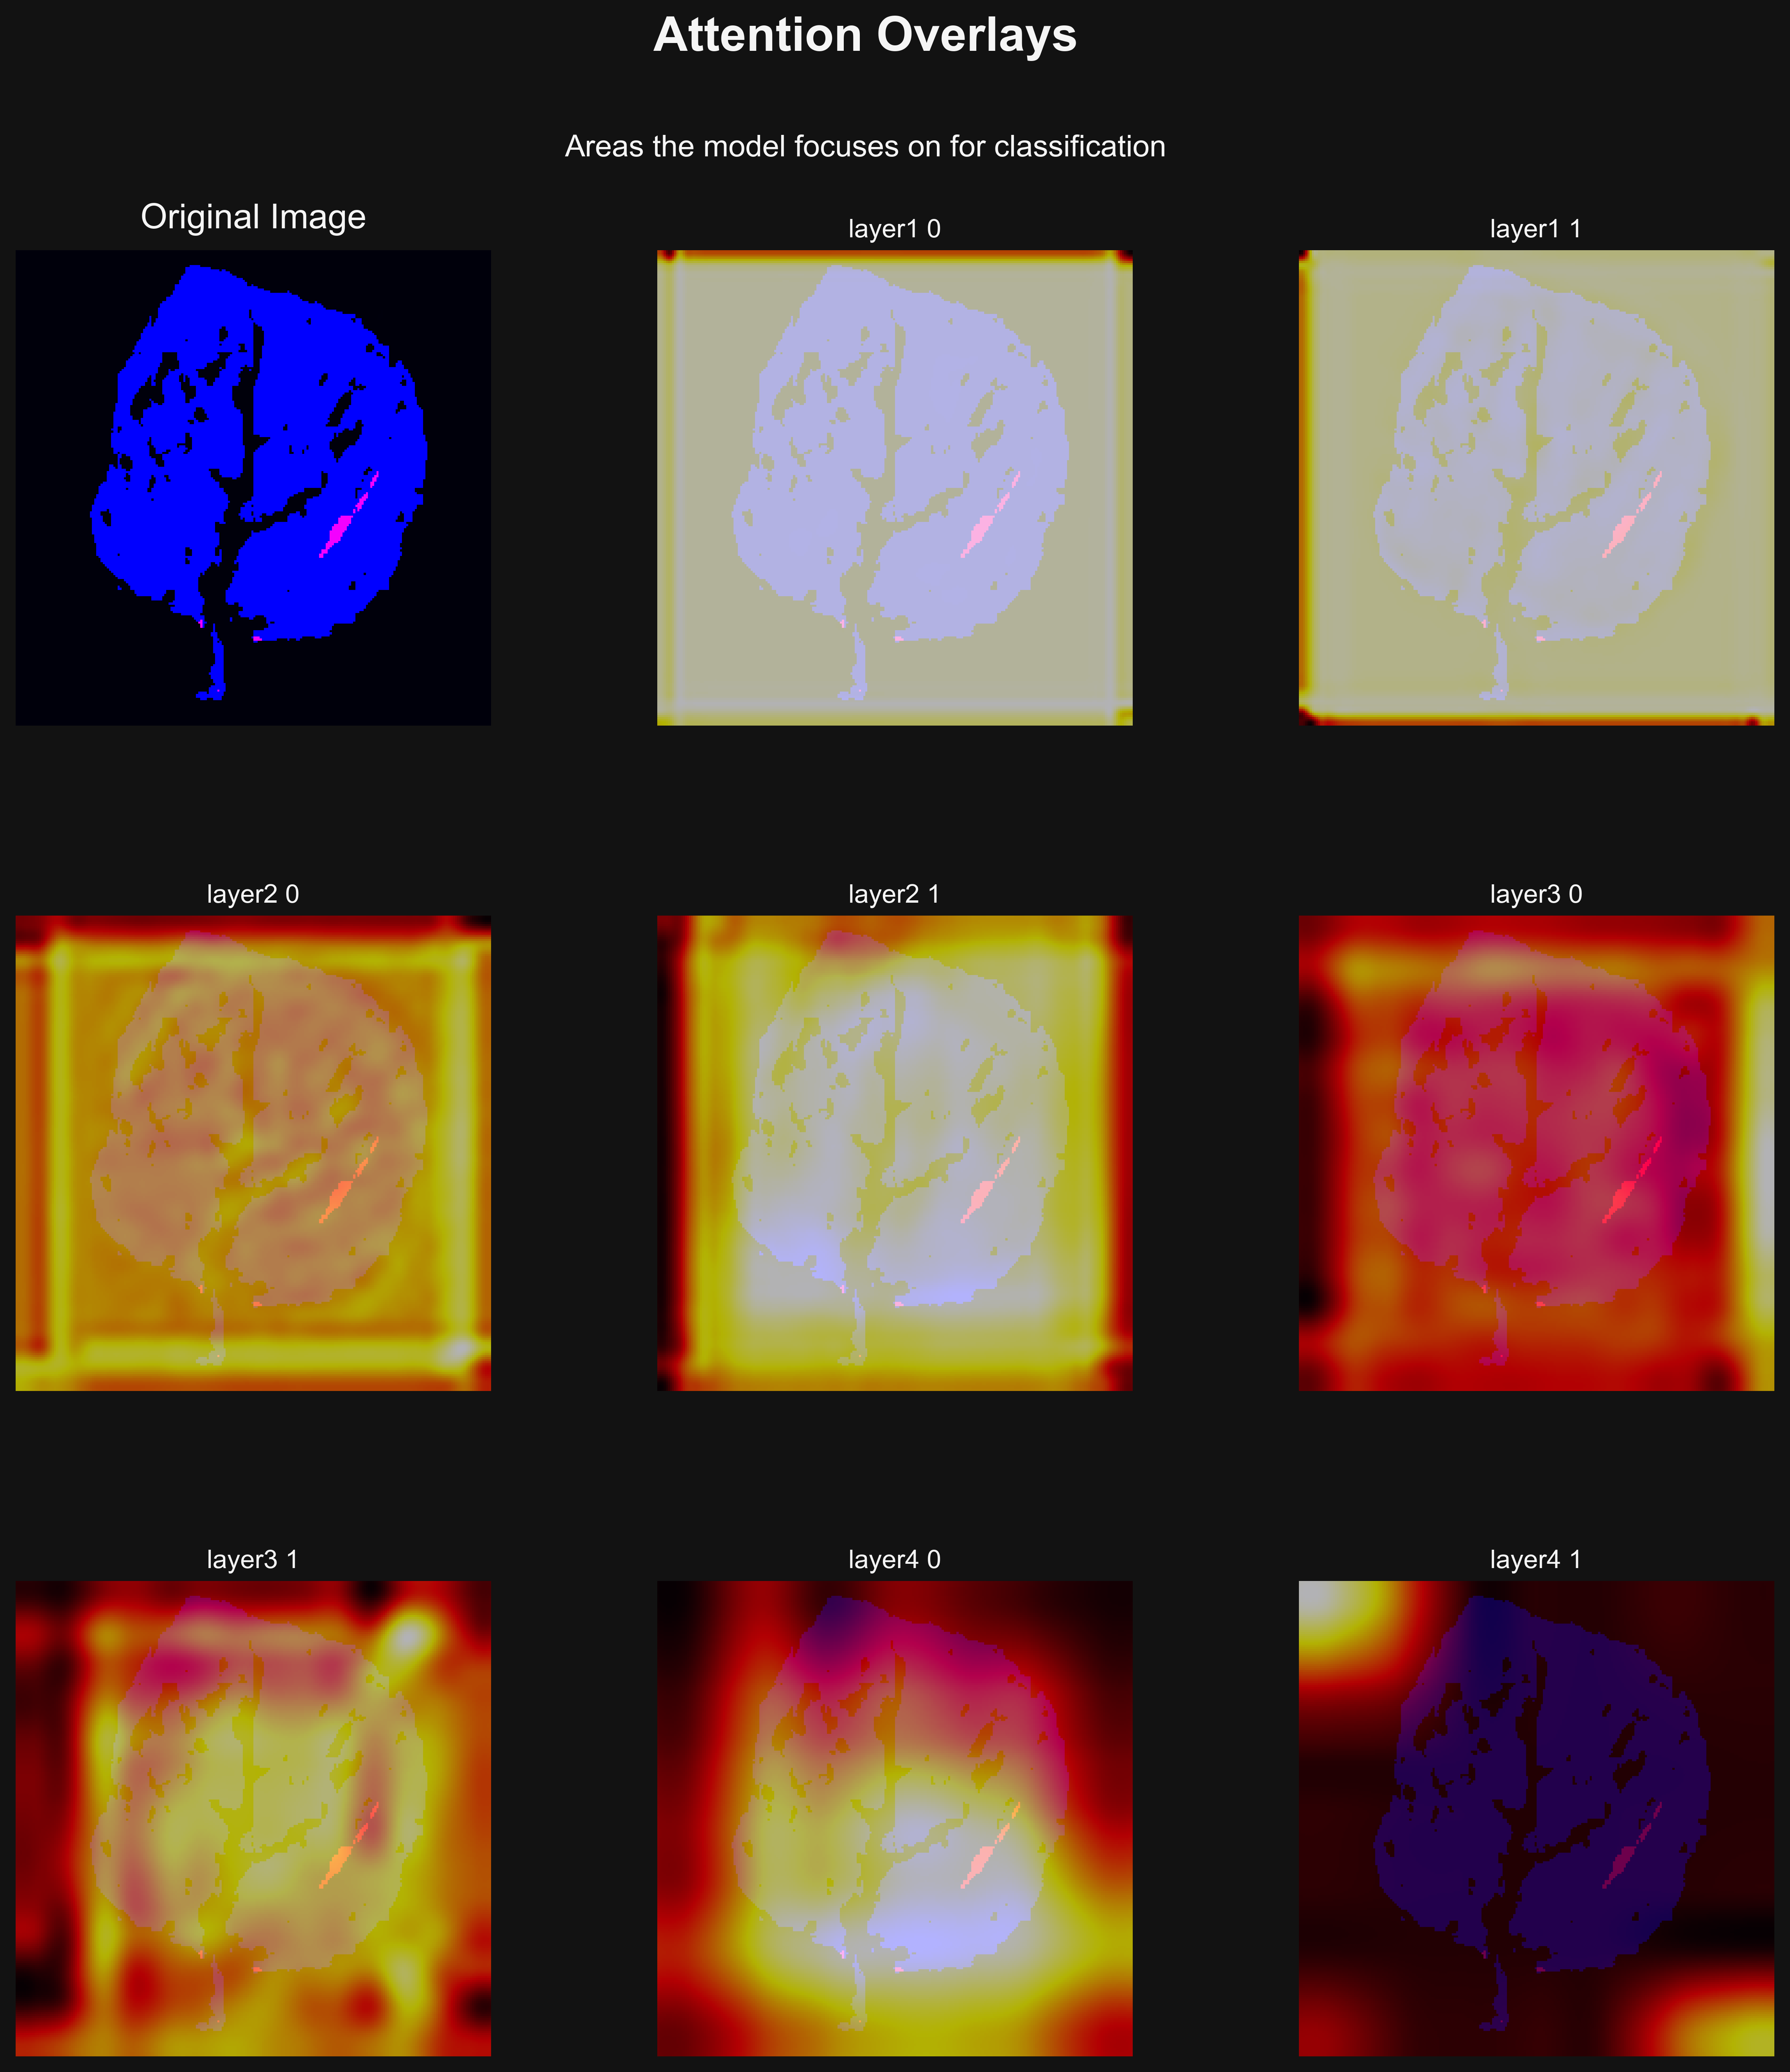 Attention Overlays
Areas the model focuses on for classification
Original Image
layer1 0
layer1 1
layer2 0
layer2 1
layer3 0
layer3 1
layer4 0
layer4 1